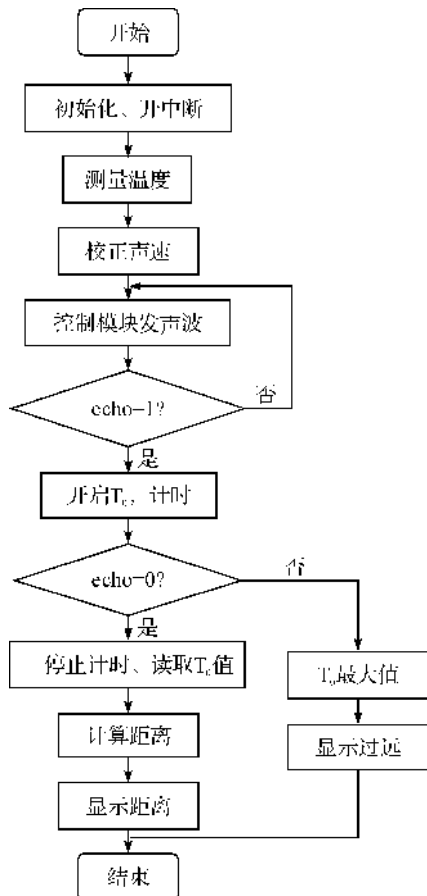 开始
初始化、开中断
测量温度
校正声速
控制模块发声波
echo=1?
否
是
开启T₀，计时
echo=0?
否
是
停止计时、读取T₀值
T₀最大值
计算距离
显示过远
显示距离
结束